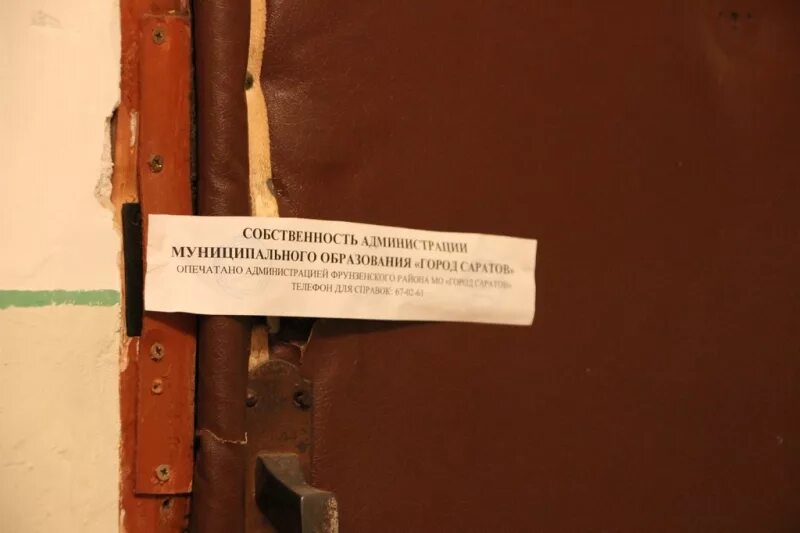 СОБСТВЕННОСТЬ АДМИНИСТРАЦИИ
МУНИЦИПАЛЬНОГО ОБРАЗОВАНИЯ «ГОРОД САРАТОВ»
ОПЕЧАТАНО АДМИНИСТРАЦИЕЙ ФРУНЗЕНСКОГО РАЙОНА МО «ГОРОД САРАТОВ»
ТЕЛЕФОН ДЛЯ СПРАВОК: 67-02-61